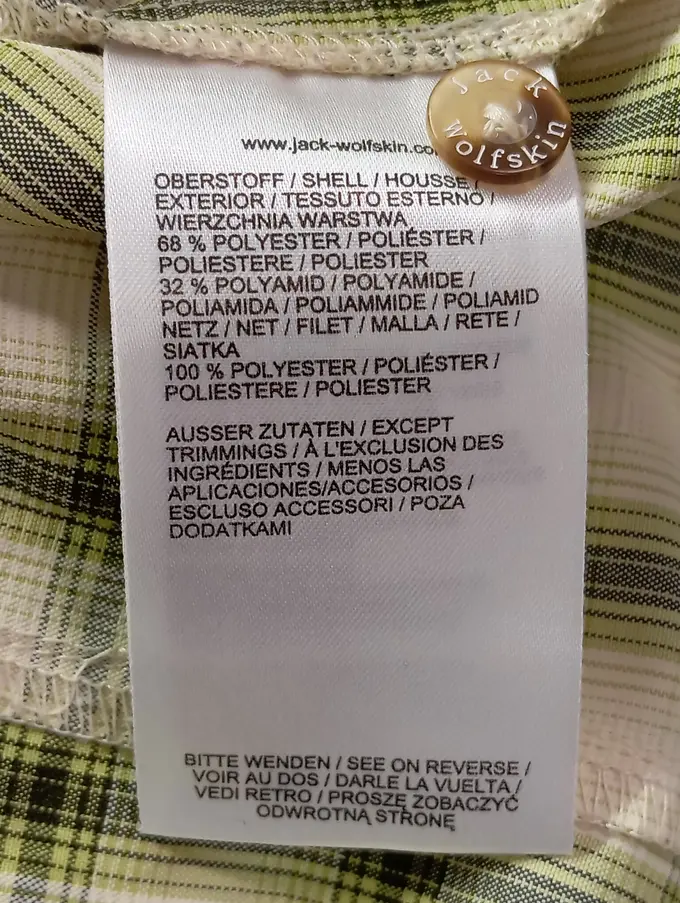 Jack
wolfskin
www.jack-wolfskin.co
OBERSTOFF / SHELL / HOUSSE /
EXTERIOR / TESSUTO ESTERNO /
WIERZCHNIA WARSTWA
68 % POLYESTER / POLIÉSTER /
POLIESTERE / POLIESTER
32 % POLYAMID / POLYAMIDE /
POLIAMIDA / POLIAMMIDE / POLIAMID
NETZ / NET / FILET / MALLA / RETE /
SIATKA
100 % POLYESTER / POLIÉSTER /
POLIESTERE / POLIESTER
AUSSER ZUTATEN / EXCEPT
TRIMMINGS / À L'EXCLUSION DES
INGRÉDIENTS / MENOS LAS
APLICACIONES/ACCESORIOS /
ESCLUSO ACCESSORI / POZA
DODATKAMI
BITTE WENDEN / SEE ON REVERSE /
VOIR AU DOS / DARLE LA VUELTA /
VEDI RETRO / PROSZĘ ZOBACZYĆ
ODWROTNĄ STRONĘ